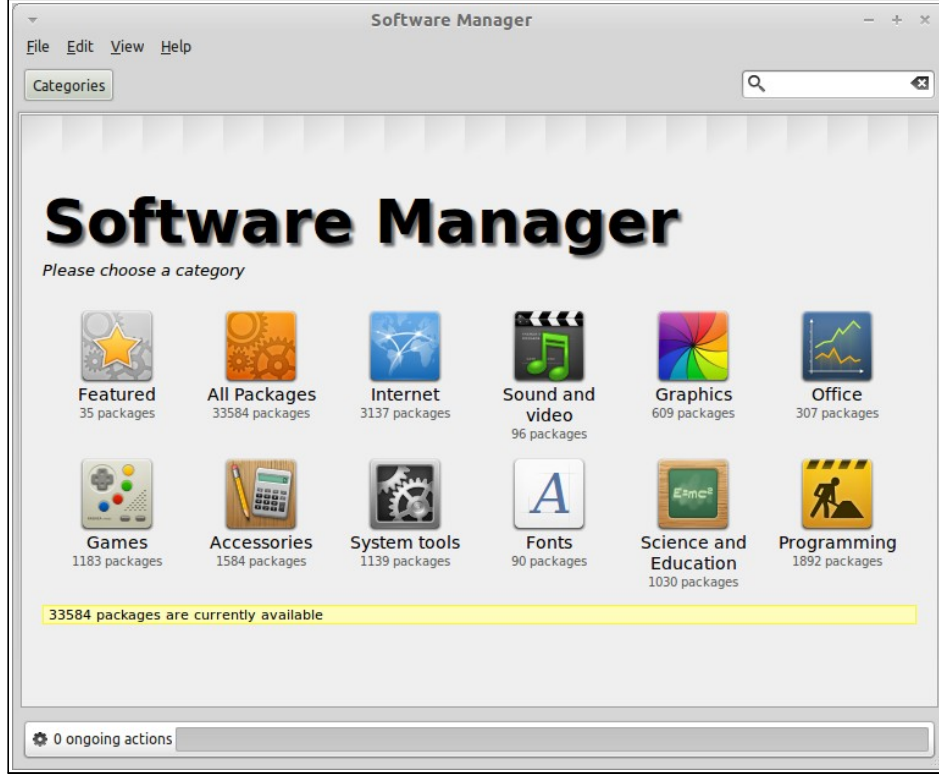 Software Manager
File Edit View Help
Categories
Software Manager
Please choose a category
Featured
35 packages
All Packages
33584 packages
Internet
3137 packages
Sound and
video
96 packages
Graphics
609 packages
Office
307 packages
Games
1183 packages
Accessories
1584 packages
System tools
1139 packages
A
Fonts
90 packages
E=mc²
Science and
Education
1030 packages
Programming
1892 packages
33584 packages are currently available
0 ongoing actions